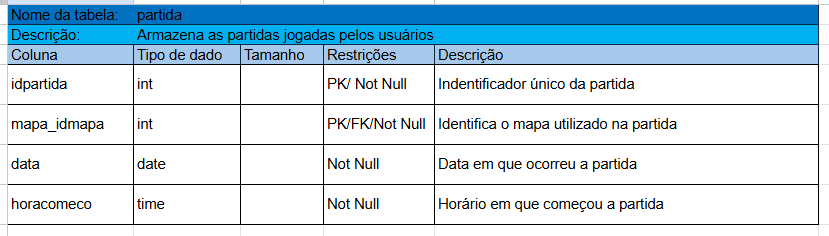 Nome da tabela: partida
Descrição: Armazena as partidas jogadas pelos usuários
Coluna Tipo de dado Tamanho Restrições Descrição
idpartida int PK/ Not Null Indentificador único da partida
mapa_idmapa int PK/FK/Not Null Identifica o mapa utilizado na partida
data date Not Null Data em que ocorreu a partida
horacomeco time Not Null Horário em que começou a partida